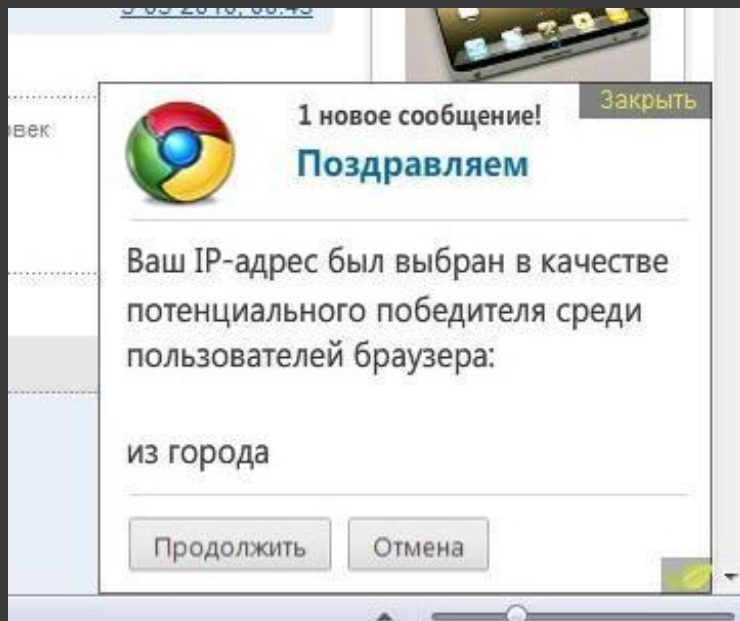 Закрыть
овек
1 новое сообщение!
Поздравляем
Ваш IP-адрес был выбран в качестве
потенциального победителя среди
пользователей браузера:
из города
Продолжить
Отмена